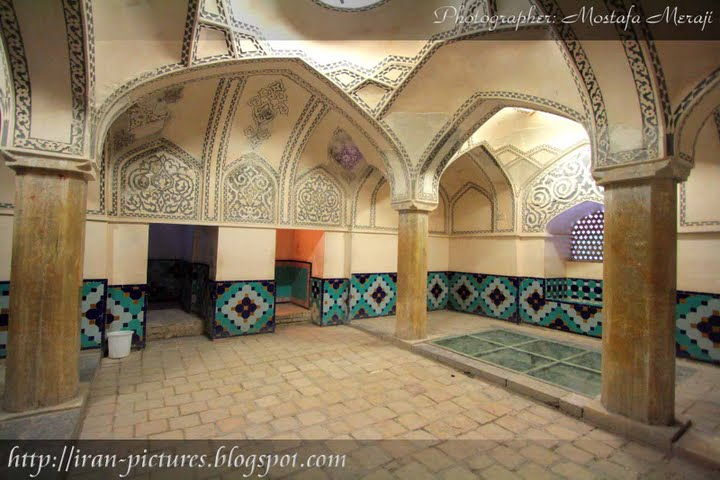 Photographer: Mostafa Meraji
http://iran-pictures.blogspot.com/